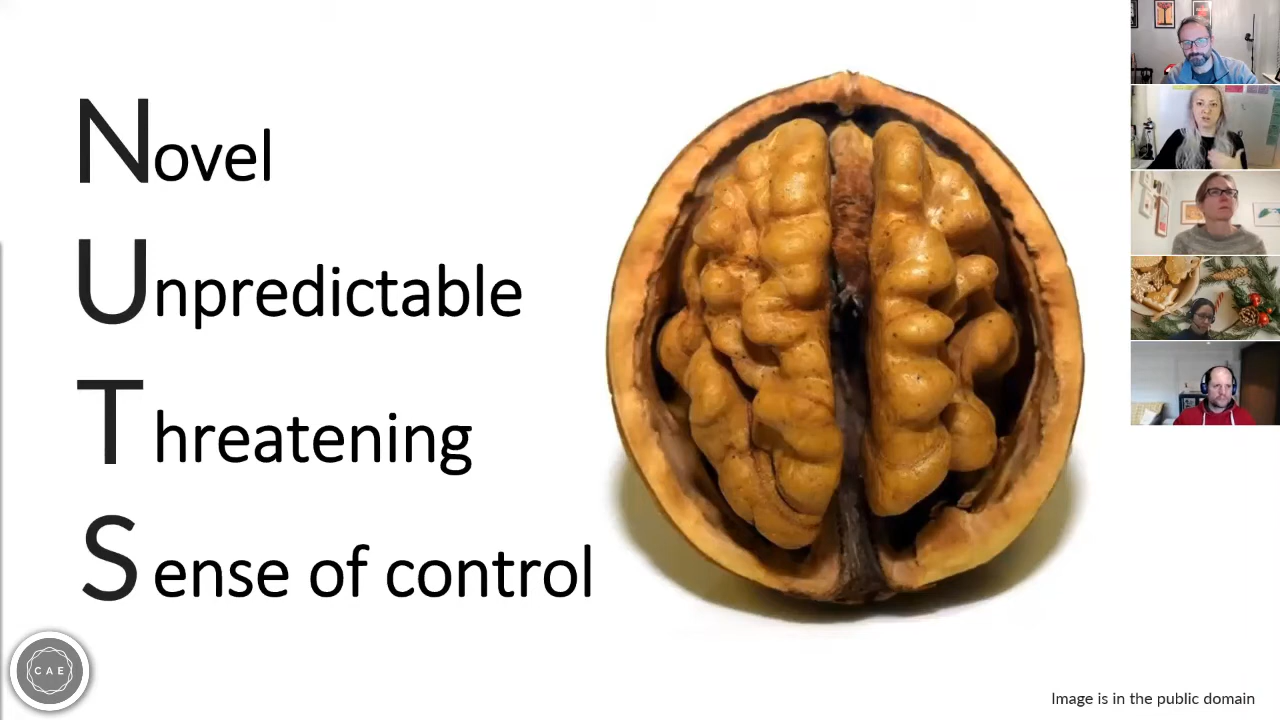 Novel
Unpredictable
Threatening
Sense of control
CAE
Image is in the public domain